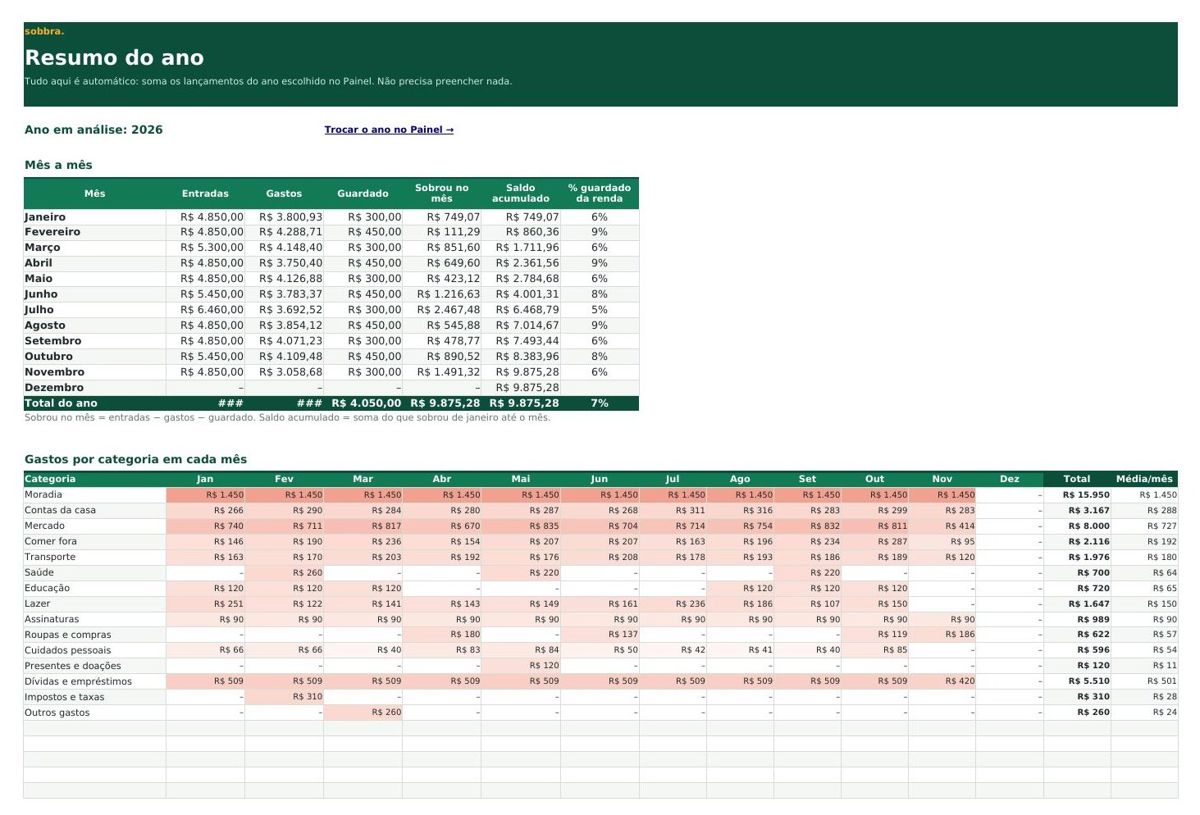 sobbra.
Resumo do ano
Tudo aqui é automático: soma os lançamentos do ano escolhido no Painel. Não precisa preencher nada.
Ano em análise: 2026 Trocar o ano no Painel →
Mês a mês
Mês Entradas Gastos Guardado Sobrou no mês Saldo acumulado % guardado da renda
Janeiro R$ 4.850,00 R$ 3.800,93 R$ 300,00 R$ 749,07 R$ 749,07 6%
Fevereiro R$ 4.850,00 R$ 4.288,71 R$ 450,00 R$ 111,29 R$ 860,36 9%
Março R$ 5.300,00 R$ 4.148,40 R$ 300,00 R$ 851,60 R$ 1.711,96 6%
Abril R$ 4.850,00 R$ 3.750,40 R$ 450,00 R$ 649,60 R$ 2.361,56 9%
Maio R$ 4.850,00 R$ 4.126,88 R$ 300,00 R$ 423,12 R$ 2.784,68 6%
Junho R$ 5.450,00 R$ 3.783,37 R$ 450,00 R$ 1.216,63 R$ 4.001,31 8%
Julho R$ 6.460,00 R$ 3.692,52 R$ 300,00 R$ 2.467,48 R$ 6.468,79 5%
Agosto R$ 4.850,00 R$ 3.854,12 R$ 450,00 R$ 545,88 R$ 7.014,67 9%
Setembro R$ 4.850,00 R$ 4.071,23 R$ 300,00 R$ 478,77 R$ 7.493,44 6%
Outubro R$ 5.450,00 R$ 4.109,48 R$ 450,00 R$ 890,52 R$ 8.383,96 8%
Novembro R$ 4.850,00 R$ 3.058,68 R$ 300,00 R$ 1.491,32 R$ 9.875,28 6%
Dezembro – – – – R$ 9.875,28
Total do ano ### ### R$ 4.050,00 R$ 9.875,28 R$ 9.875,28 7%
Sobrou no mês = entradas − gastos − guardado. Saldo acumulado = soma do que sobrou de janeiro até o mês.
Gastos por categoria em cada mês
Categoria Jan Fev Mar Abr Mai Jun Jul Ago Set Out Nov Dez Total Média/mês
Moradia R$ 1.450 R$ 1.450 R$ 1.450 R$ 1.450 R$ 1.450 R$ 1.450 R$ 1.450 R$ 1.450 R$ 1.450 R$ 1.450 R$ 1.450 – R$ 15.950 R$ 1.450
Contas da casa R$ 266 R$ 290 R$ 284 R$ 280 R$ 287 R$ 268 R$ 311 R$ 316 R$ 283 R$ 299 R$ 283 – R$ 3.167 R$ 288
Mercado R$ 740 R$ 711 R$ 817 R$ 670 R$ 835 R$ 704 R$ 714 R$ 754 R$ 832 R$ 811 R$ 414 – R$ 8.000 R$ 727
Comer fora R$ 146 R$ 190 R$ 236 R$ 154 R$ 207 R$ 207 R$ 163 R$ 196 R$ 234 R$ 287 R$ 95 – R$ 2.116 R$ 192
Transporte R$ 163 R$ 170 R$ 203 R$ 192 R$ 176 R$ 208 R$ 178 R$ 193 R$ 186 R$ 189 R$ 120 – R$ 1.976 R$ 180
Saúde – R$ 260 – – R$ 220 – – – R$ 220 – – – R$ 700 R$ 64
Educação R$ 120 R$ 120 R$ 120 – – – – R$ 120 R$ 120 R$ 120 – – R$ 720 R$ 65
Lazer R$ 251 R$ 122 R$ 141 R$ 143 R$ 149 R$ 161 R$ 236 R$ 186 R$ 107 R$ 150 – – R$ 1.647 R$ 150
Assinaturas R$ 90 R$ 90 R$ 90 R$ 90 R$ 90 R$ 90 R$ 90 R$ 90 R$ 90 R$ 90 R$ 90 – R$ 989 R$ 90
Roupas e compras – – – R$ 180 – R$ 137 – – – R$ 119 R$ 186 – R$ 622 R$ 57
Cuidados pessoais R$ 66 R$ 66 R$ 40 R$ 83 R$ 84 R$ 50 R$ 42 R$ 41 R$ 40 R$ 85 – – R$ 596 R$ 54
Presentes e doações – – – – R$ 120 – – – – – – – R$ 120 R$ 11
Dívidas e empréstimos R$ 509 R$ 509 R$ 509 R$ 509 R$ 509 R$ 509 R$ 509 R$ 509 R$ 509 R$ 509 R$ 420 – R$ 5.510 R$ 501
Impostos e taxas – R$ 310 – – – – – – – – – – R$ 310 R$ 28
Outros gastos – – R$ 260 – – – – – – – – – R$ 260 R$ 24